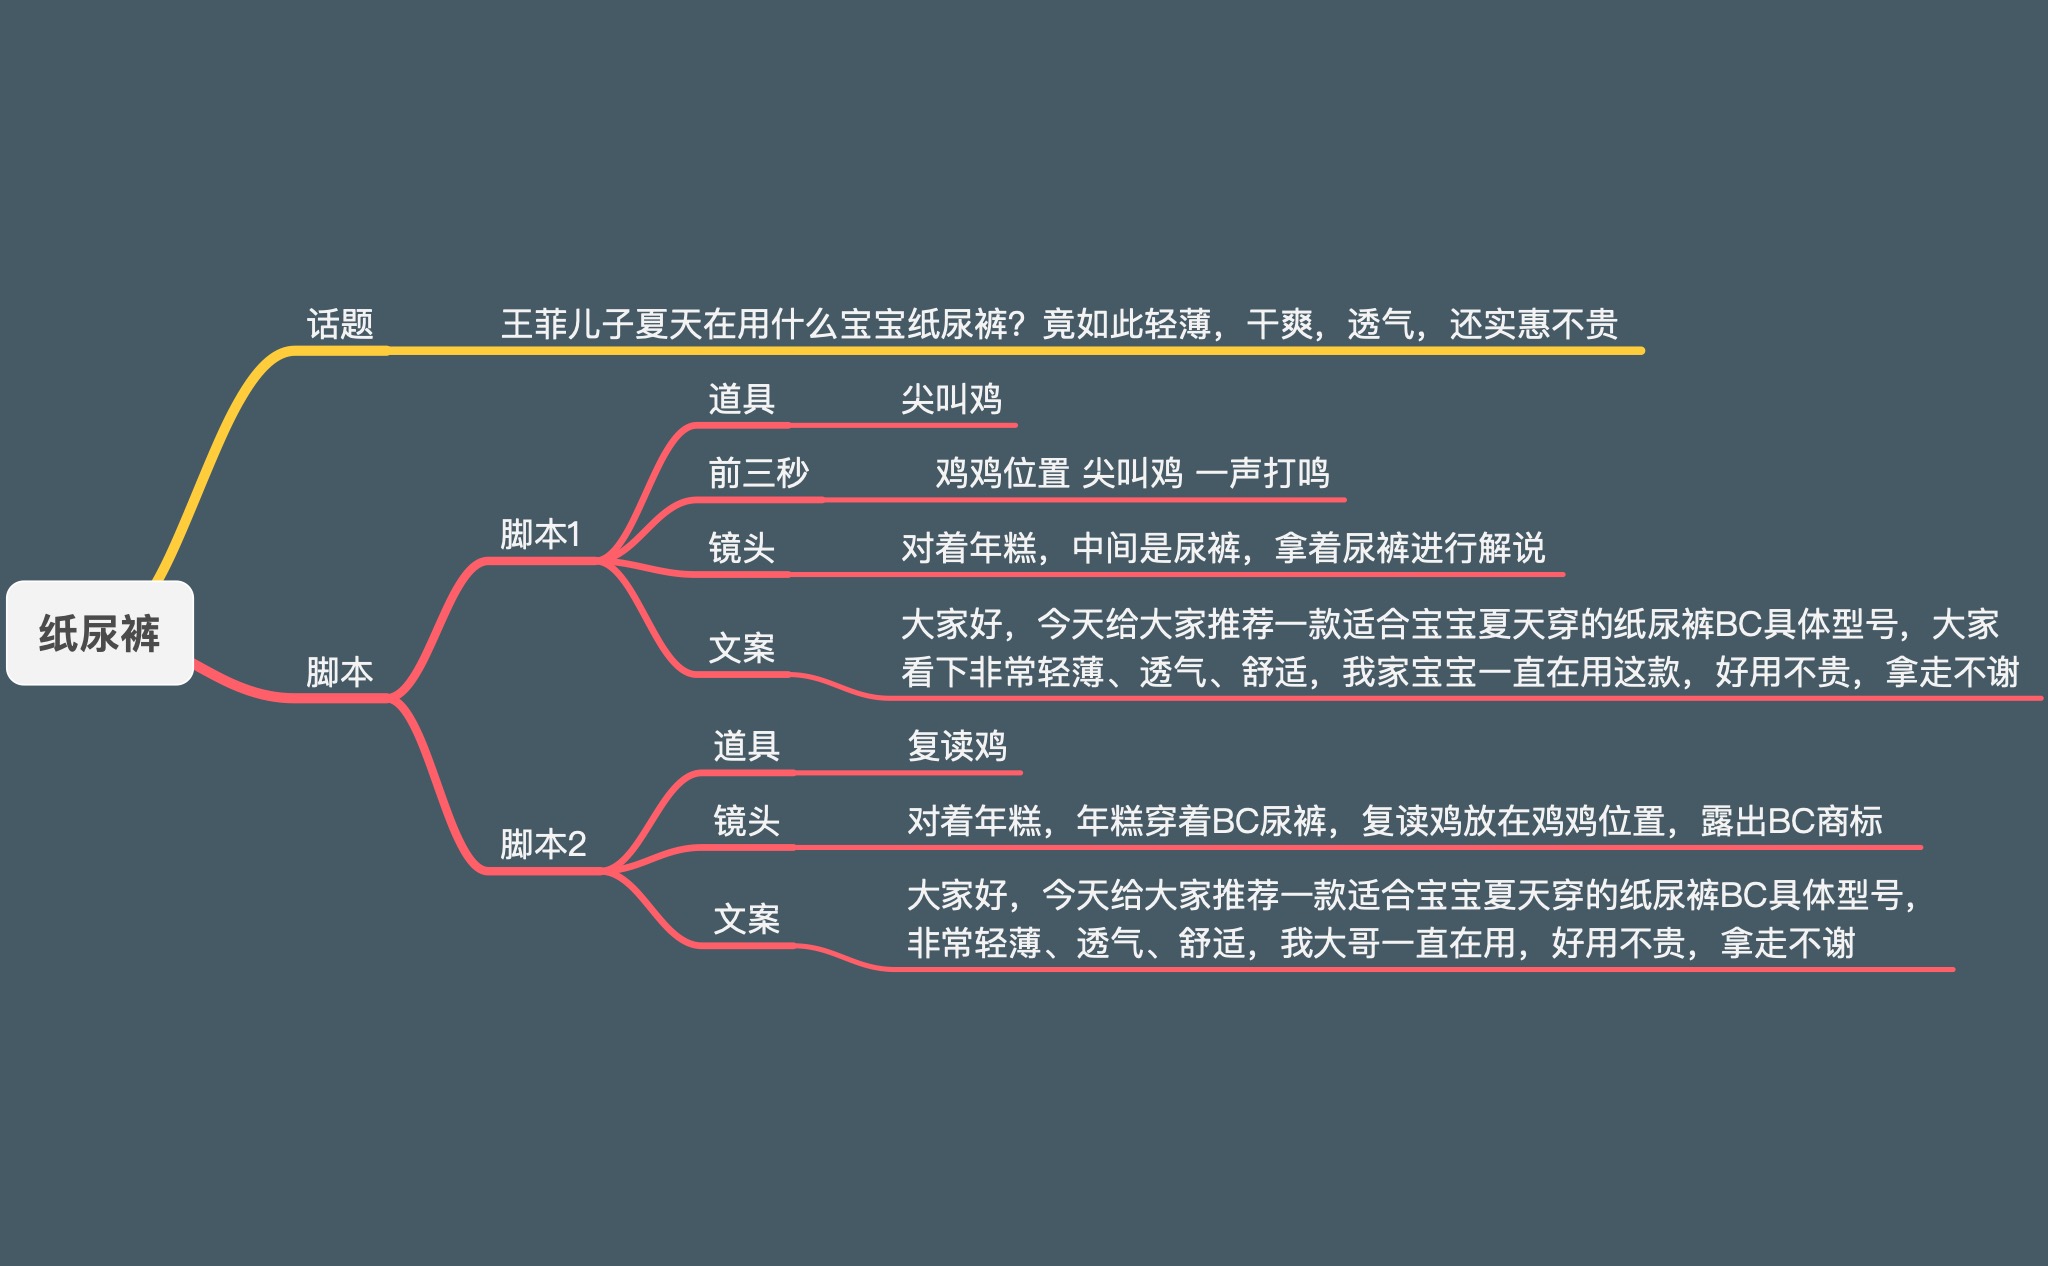 纸尿裤
话题
王菲儿子夏天在用什么宝宝纸尿裤？竟如此轻薄，干爽，透气，还实惠不贵
脚本
脚本1
道具
尖叫鸡
前三秒
鸡鸡位置 尖叫鸡 一声打鸣
镜头
对着年糕，中间是尿裤，拿着尿裤进行解说
文案
大家好，今天给大家推荐一款适合宝宝夏天穿的纸尿裤BC具体型号，大家
看下非常轻薄、透气、舒适，我家宝宝一直在用这款，好用不贵，拿走不谢
脚本2
道具
复读鸡
镜头
对着年糕，年糕穿着BC尿裤，复读鸡放在鸡鸡位置，露出BC商标
文案
大家好，今天给大家推荐一款适合宝宝夏天穿的纸尿裤BC具体型号，
非常轻薄、透气、舒适，我大哥一直在用，好用不贵，拿走不谢